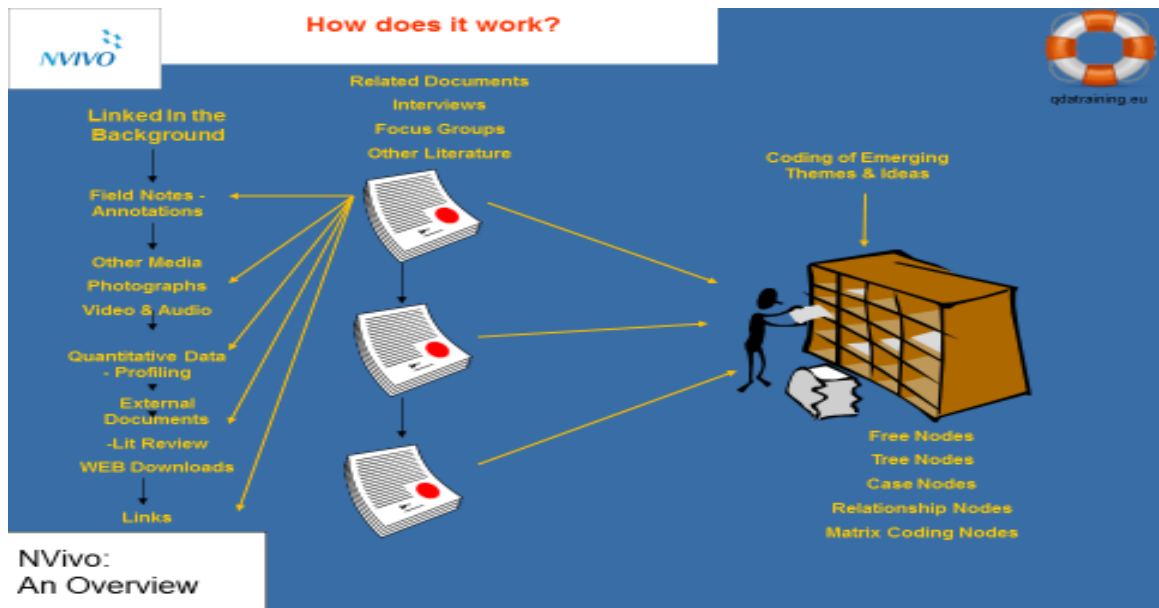 NVIVO
How does it work?
qdatraining.eu
Linked In the
Background
Field Notes -
Annotations
Other Media
Photographs
Video & Audio
Quantitative Data
- Profiling
External
Documents
-Lit Review
WEB Downloads
Links
Related Documents
Interviews
Focus Groups
Other Literature
Coding of Emerging
Themes & Ideas
Free Nodes
Tree Nodes
Case Nodes
Relationship Nodes
Matrix Coding Nodes
NVivo:
An Overview